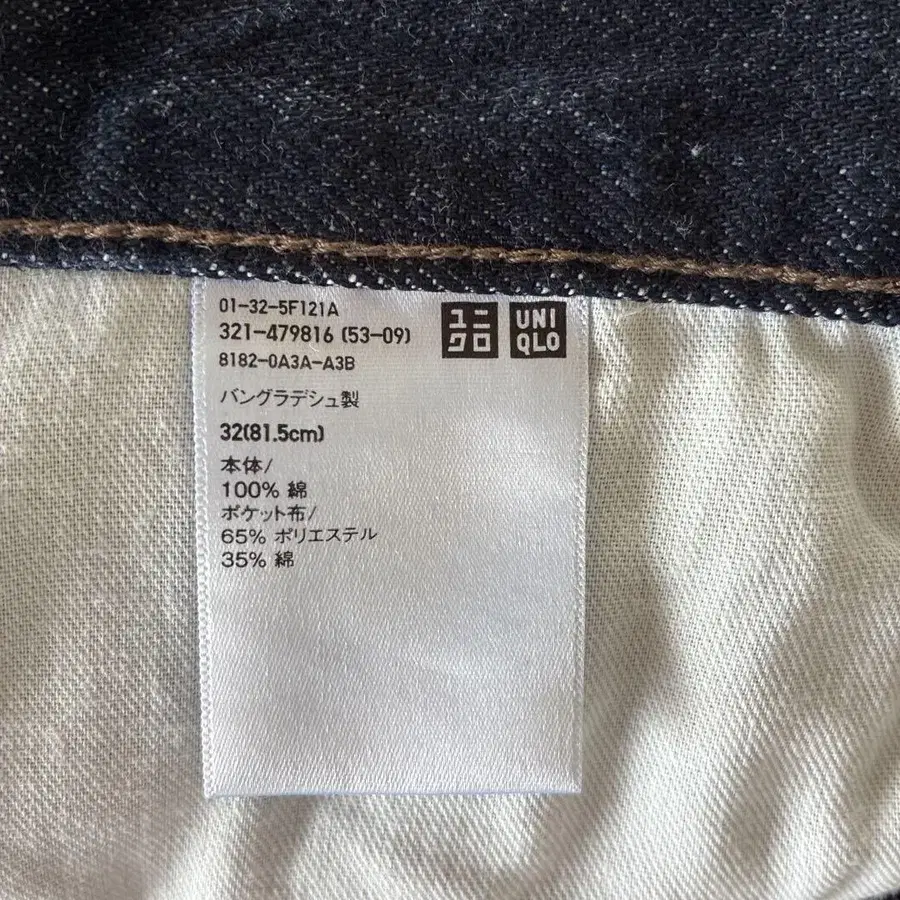 01-32-5F121A
321-479816 (53-09)
8182-0A3A-A3B
ユニ
クロ
UNI
QLO
バングラデシュ製
32(81.5cm)
本体/
100% 綿
ポケット布/
65% ポリエステル
35% 綿